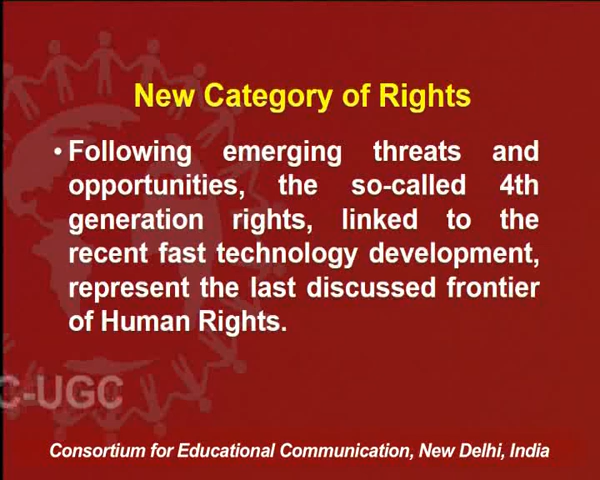 New Category of Rights
• Following emerging threats and
opportunities, the so-called 4th
generation rights, linked to the
recent fast technology development,
represent the last discussed frontier
of Human Rights.
C-UGC
Consortium for Educational Communication, New Delhi, India